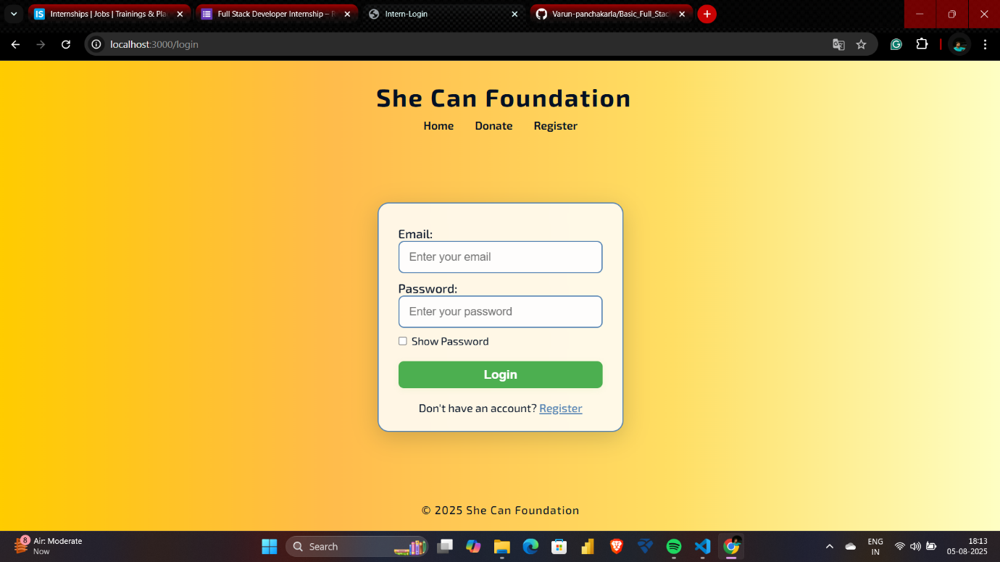 Internships | Jobs | Trainings & Pla
Full Stack Developer Internship – R
Intern-Login
Varun-panchakarla/Basic_Full_Stac
localhost:3000/login
She Can Foundation
Home Donate Register
Email:
Enter your email
Password:
Enter your password
Show Password
Login
Don't have an account? Register
© 2025 She Can Foundation
8
Air: Moderate
Now
Search
ENG
IN
18:13
05-08-2025